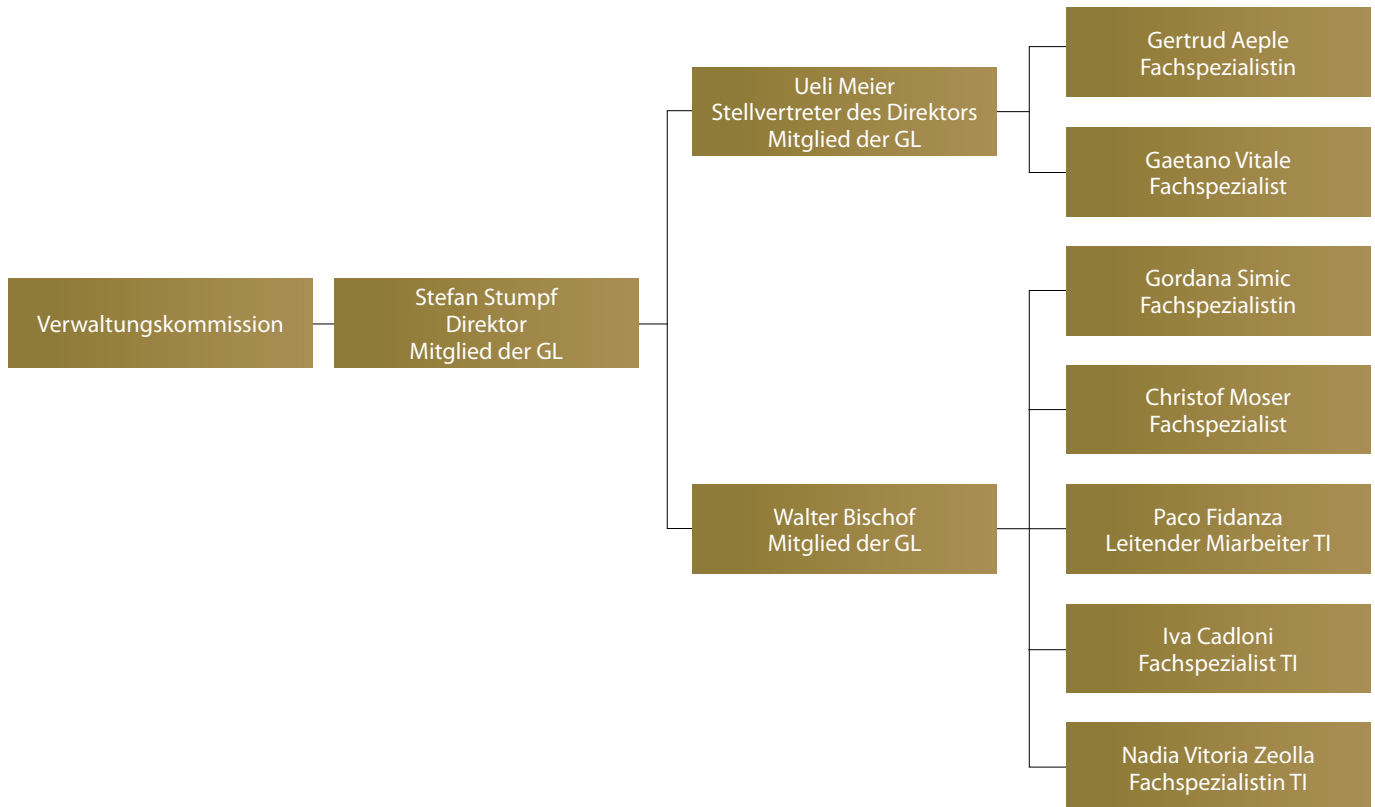 Verwaltungskommission
Stefan Stumpf
Direktor
Mitglied der GL
Ueli Meier
Stellvertreter des Direktors
Mitglied der GL
Gertrud Aeple
Fachspezialistin
Gaetano Vitale
Fachspezialist
Walter Bischof
Mitglied der GL
Gordana Simic
Fachspezialistin
Christof Moser
Fachspezialist
Paco Fidanza
Leitender Miarbeiter TI
Iva Cadloni
Fachspezialist TI
Nadia Vitoria Zeolla
Fachspezialistin TI